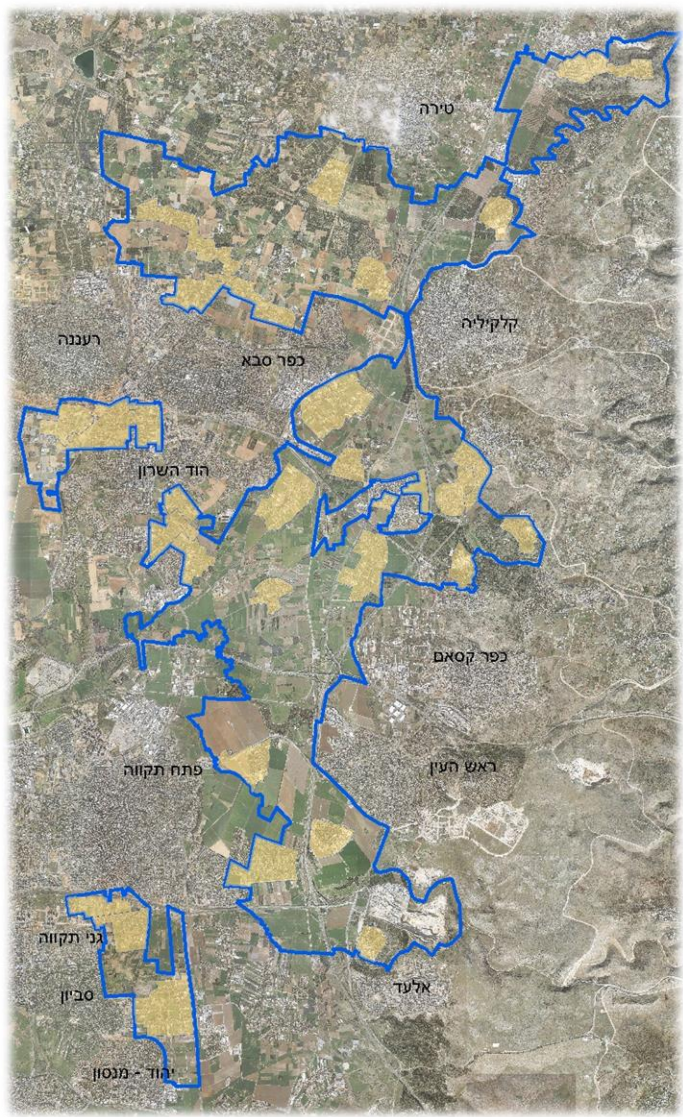 טירה
קלקיליה
רעננה
כפר סבא
הוד השרון
כפר קסאם
ראש העין
פתח תקווה
גני תקווה
סביון
אלעד
יהוד - מנסון